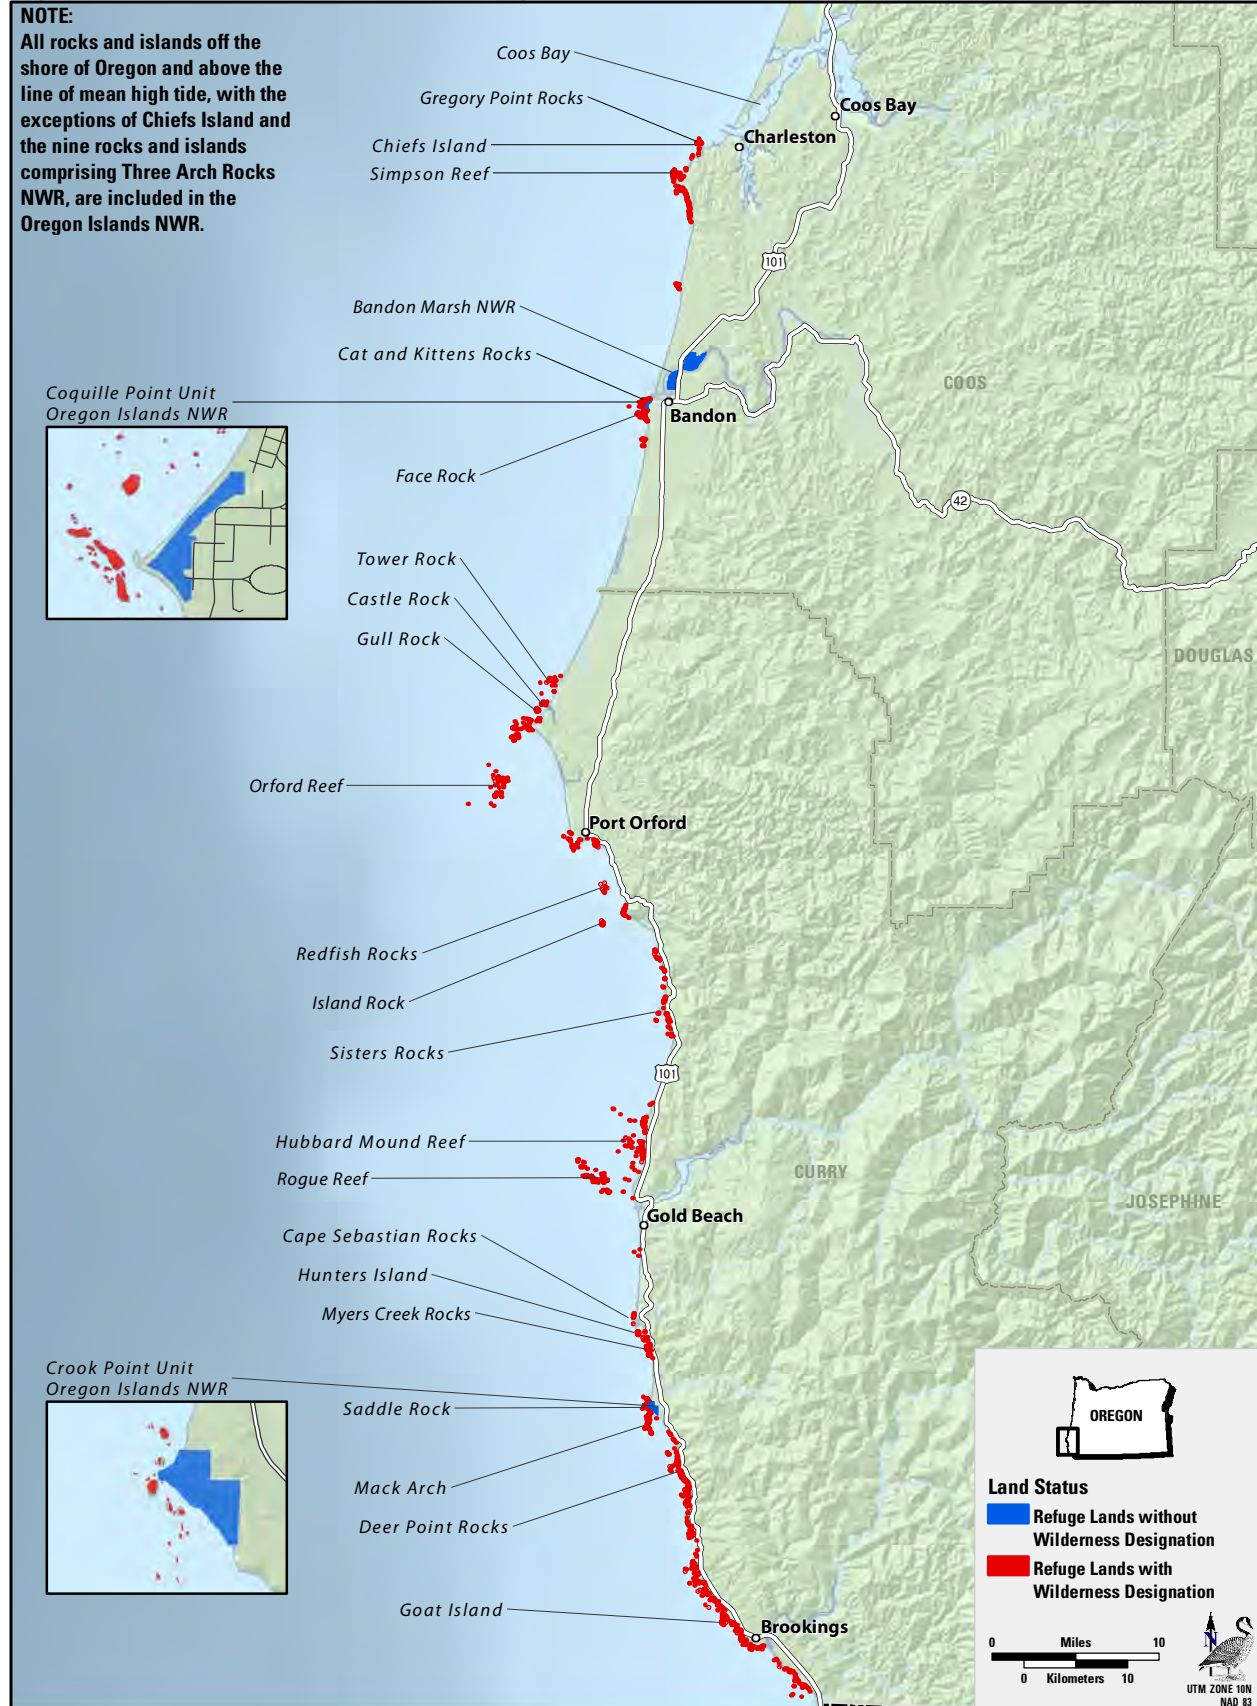 NOTE:
All rocks and islands off the
shore of Oregon and above the
line of mean high tide, with the
exceptions of Chiefs Island and
the nine rocks and islands
comprising Three Arch Rocks
NWR, are included in the
Oregon Islands NWR.
Coos Bay
Gregory Point Rocks
Coos Bay
Chiefs Island
Charleston
Simpson Reef
101
Bandon Marsh NWR
Cat and Kittens Rocks
COOS
Coquille Point Unit
Oregon Islands NWR
Bandon
Face Rock
42
Tower Rock
Castle Rock
Gull Rock
DOUGLAS
Orford Reef
Port Orford
Redfish Rocks
Island Rock
Sisters Rocks
101
Hubbard Mound Reef
Rogue Reef
CURRY
JOSEPHINE
Gold Beach
Cape Sebastian Rocks
Hunters Island
Myers Creek Rocks
Crook Point Unit
Oregon Islands NWR
Saddle Rock
Mack Arch
Deer Point Rocks
Goat Island
Brookings
OREGON
Land Status
Refuge Lands without
Wilderness Designation
Refuge Lands with
Wilderness Designation
0 Miles 10
0 Kilometers 10
N
UTM ZONE 10N
NAD 83